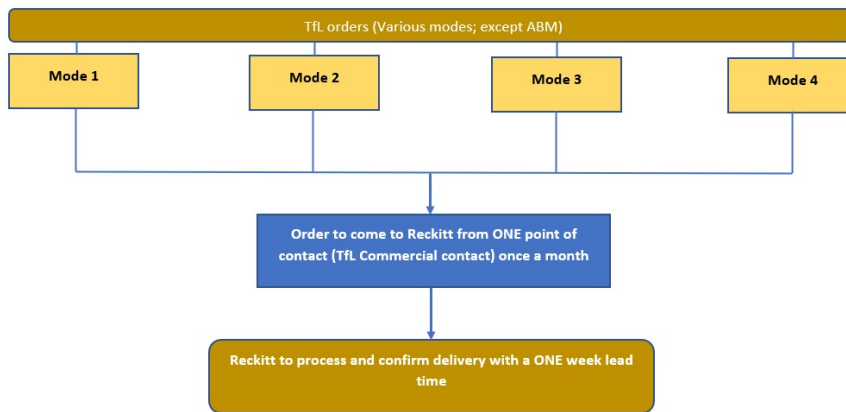 TfL orders (Various modes; except ABM)
Mode 1
Mode 2
Mode 3
Mode 4
Order to come to Reckitt from ONE point of
contact (TfL Commercial contact) once a month
Reckitt to process and confirm delivery with a ONE week lead
time